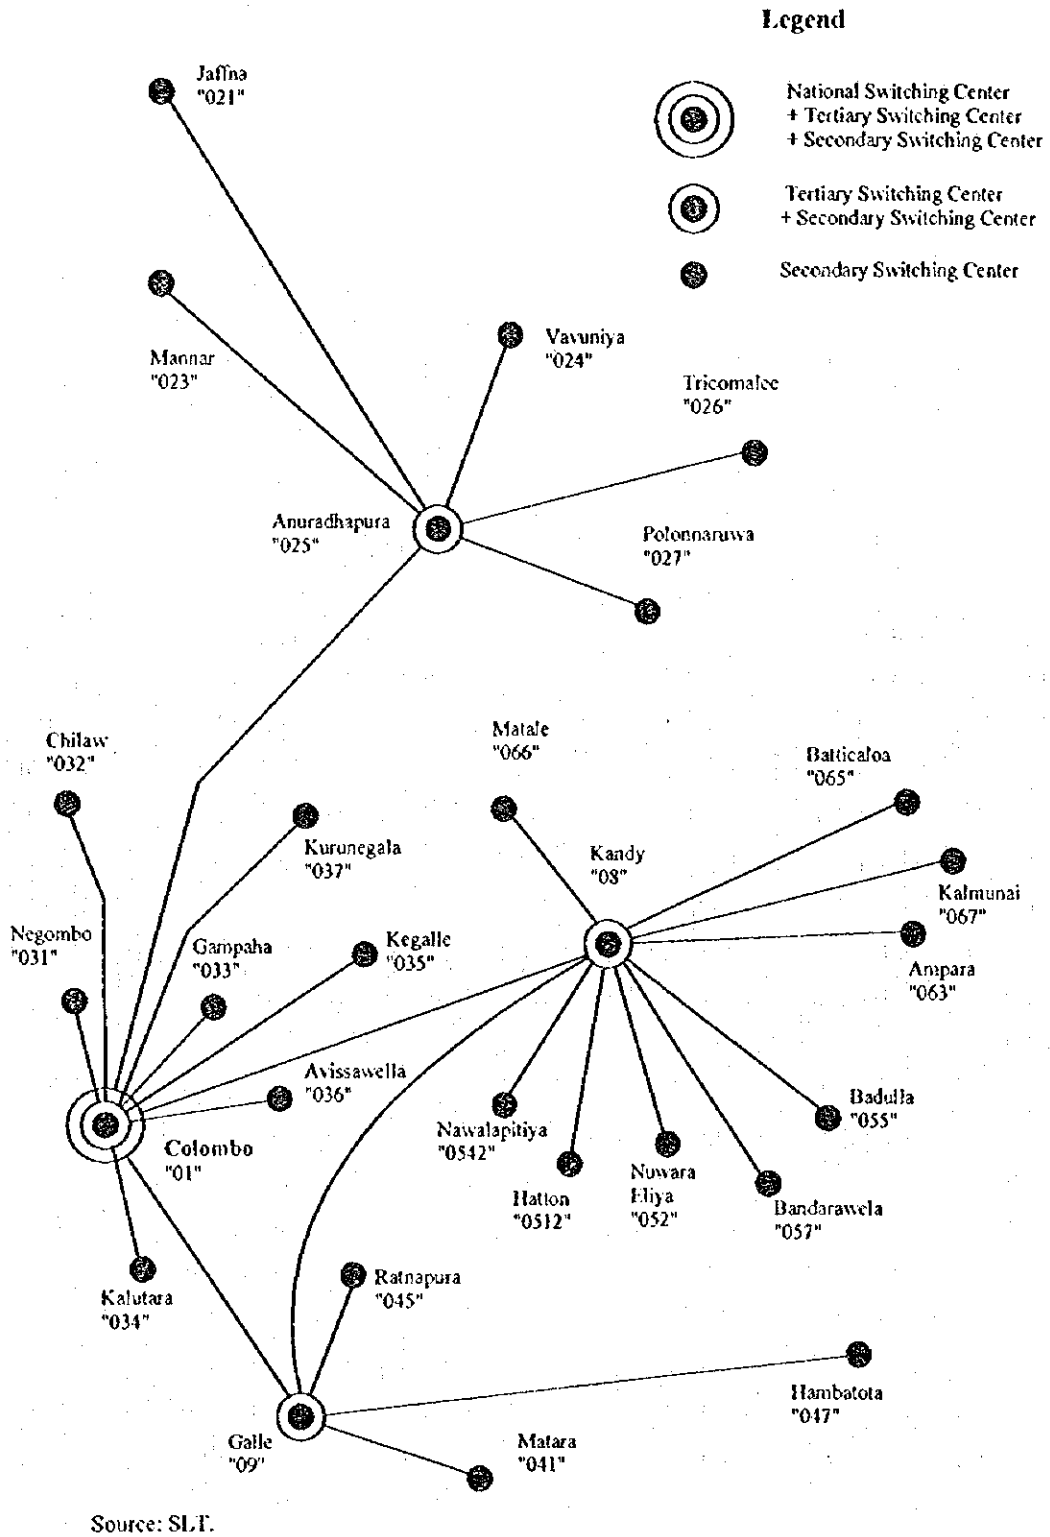 Legend
National Switching Center
+ Tertiary Switching Center
+ Secondary Switching Center
Tertiary Switching Center
+ Secondary Switching Center
Secondary Switching Center
Jaffna
"021"
Mannar
"023"
Vavuniya
"024"
Tricomalee
"026"
Anuradhapura
"025"
Polonnaruwa
"027"
Chilaw
"032"
Matale
"066"
Batticaloa
"065"
Kurunegala
"037"
Kandy
"08"
Kalmunai
"067"
Negombo
"031"
Gampaha
"033"
Kegalle
"035"
Ampara
"063"
Avissawella
"036"
Colombo
"01"
Nawalapitiya
"0542"
Hatton
"0512"
Nuwara
Eliya
"052"
Badulla
"055"
Bandarawela
"057"
Kalutara
"034"
Ratnapura
"045"
Hambatota
"047"
Galle
"09"
Matara
"041"
Source: SLT.